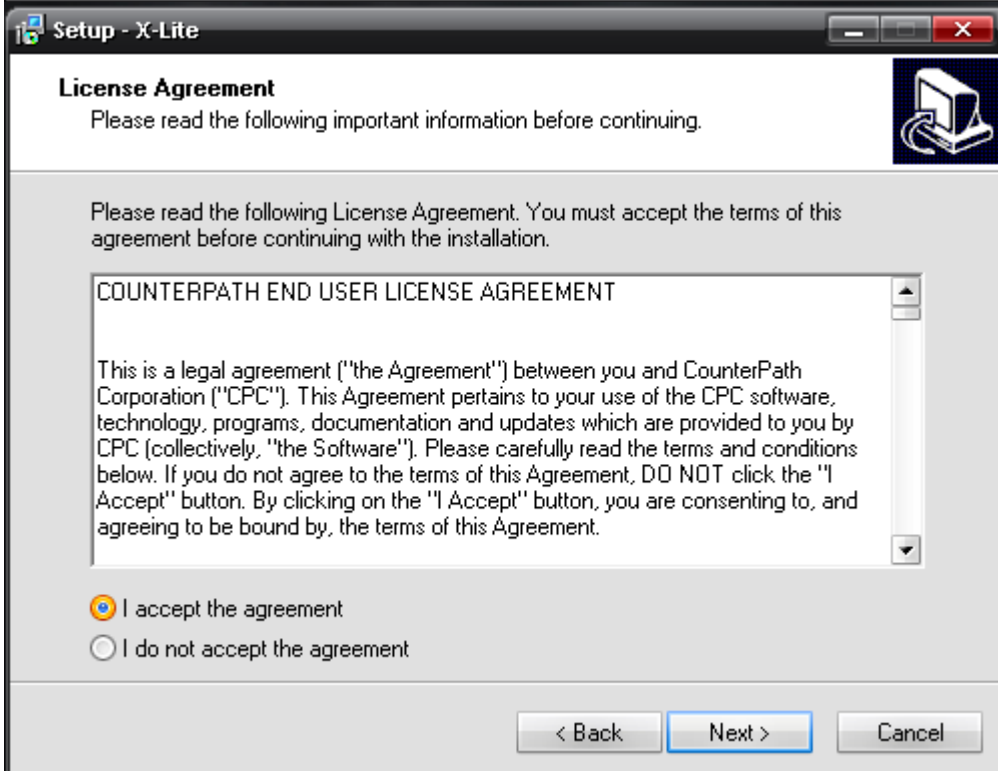 Setup - X-Lite
License Agreement
Please read the following important information before continuing.
Please read the following License Agreement. You must accept the terms of this
agreement before continuing with the installation.
COUNTERPATH END USER LICENSE AGREEMENT
This is a legal agreement ("the Agreement") between you and CounterPath
Corporation ("CPC"). This Agreement pertains to your use of the CPC software,
technology, programs, documentation and updates which are provided to you by
CPC (collectively, "the Software"). Please carefully read the terms and conditions
below. If you do not agree to the terms of this Agreement, DO NOT click the "I
Accept" button. By clicking on the "I Accept" button, you are consenting to, and
agreeing to be bound by, the terms of this Agreement.
I accept the agreement
I do not accept the agreement
< Back Next > Cancel